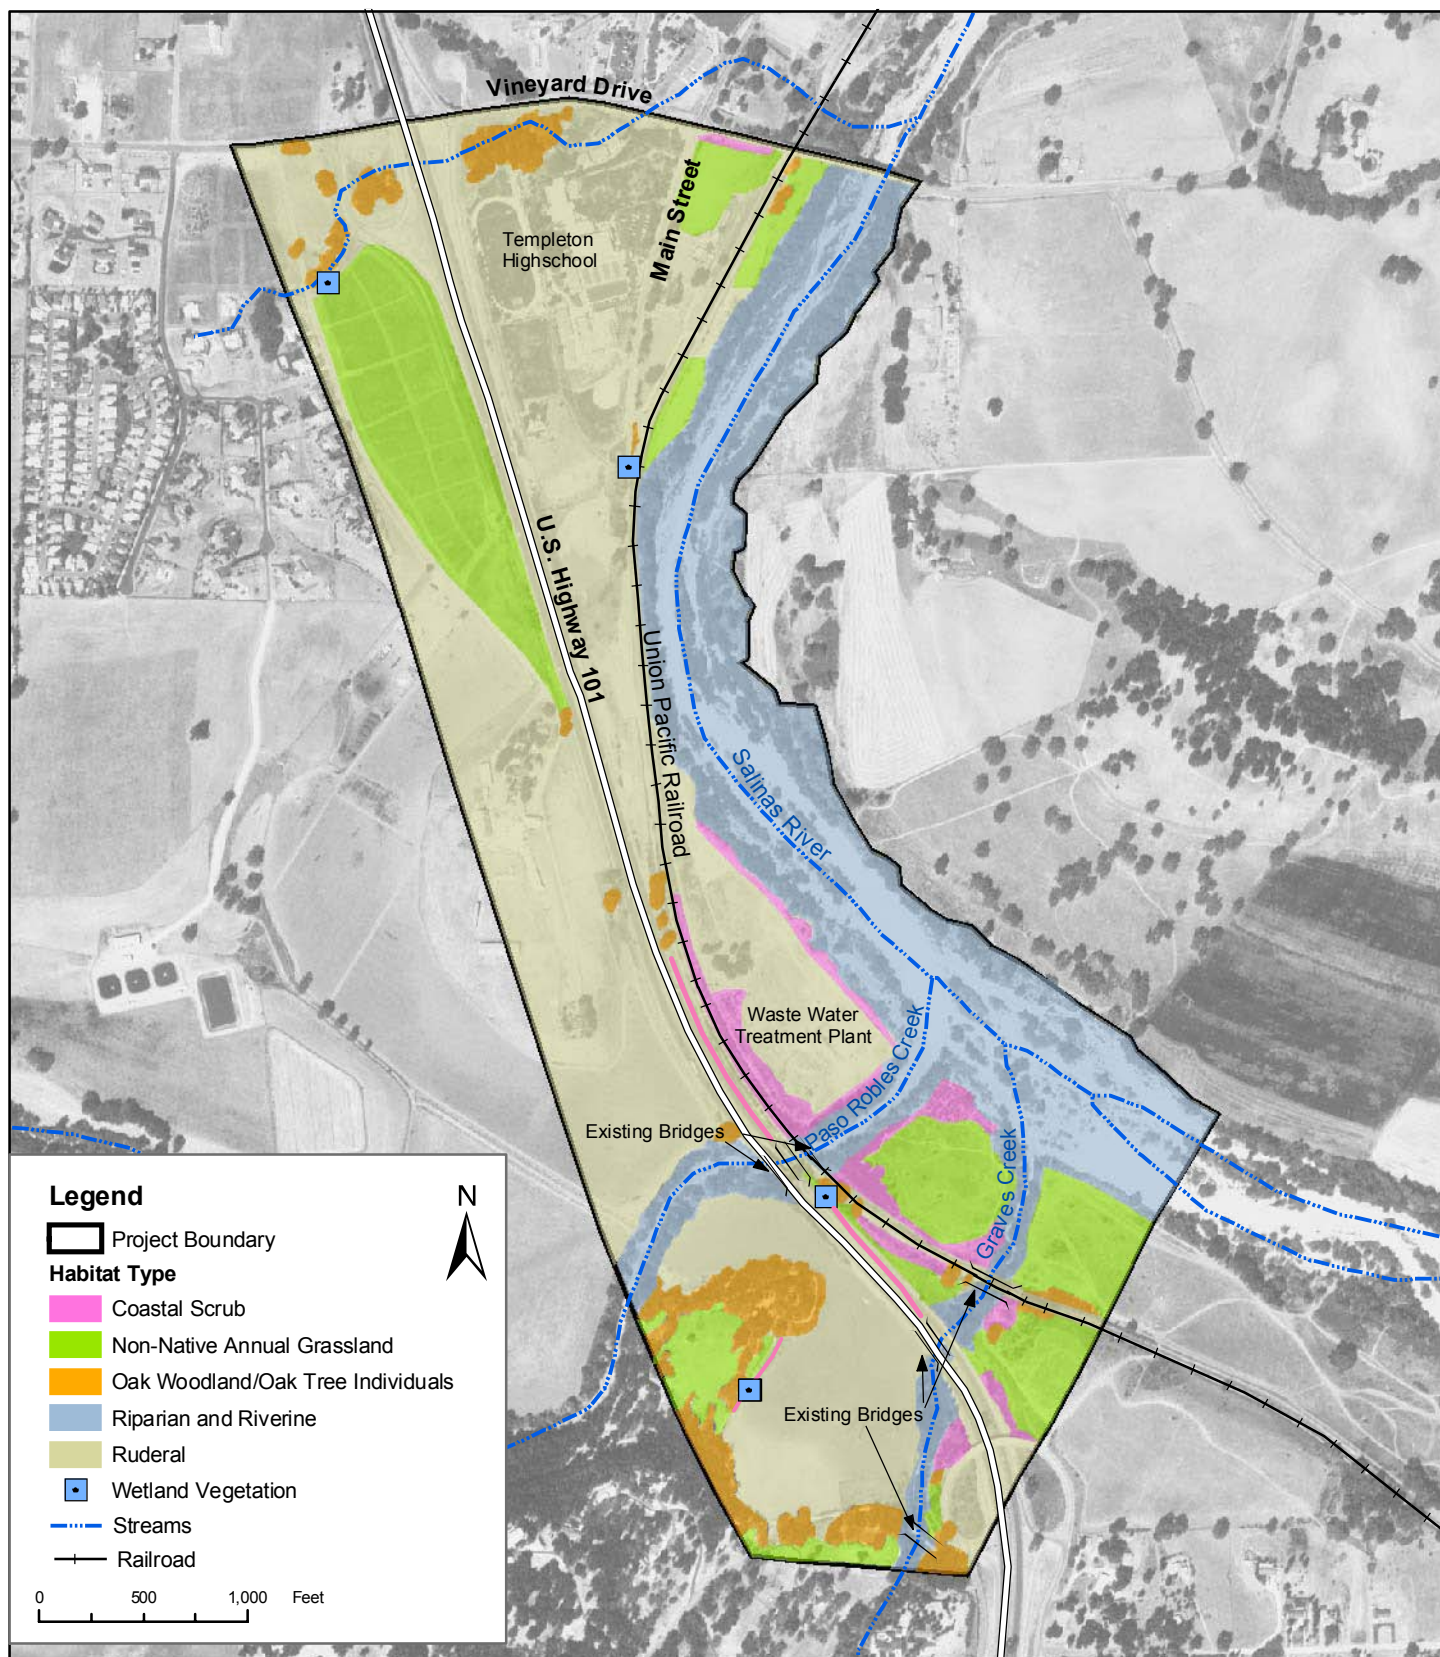 Vineyard Drive
Main Street
Templeton
Highschool
U.S. Highway 101
Union Pacific Railroad
Salinas River
Waste Water
Treatment Plant
Paso Robles Creek
Existing Bridges
Graves Creek
Existing Bridges
Legend
N
Project Boundary
Habitat Type
Coastal Scrub
Non-Native Annual Grassland
Oak Woodland/Oak Tree Individuals
Riparian and Riverine
Ruderal
Wetland Vegetation
Streams
Railroad
0 500 1,000 Feet